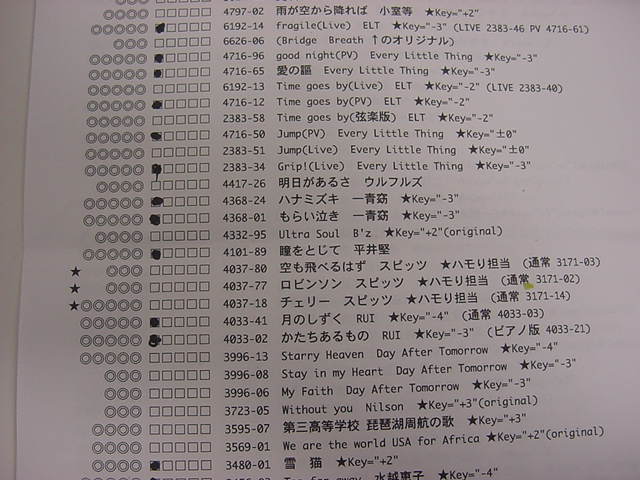 ◎◎◎ □□□□□□ 4797-02 雨が空から降れば 小室等 ★Key="+2"
◎◎◎◎◎ ■□□□□□ 6192-14 fragile(Live) ELT ★Key="-3" (LIVE 2383-46 PV 4716-61)
◎◎◎ □□□□□□ 6626-06 (Bridge Breath ↑のオリジナル)
◎◎◎◎◎ ■□□□□□ 4716-96 good night(PV) Every Little Thing ★Key="-3"
◎◎◎◎◎ ■□□□□□ 4716-65 愛の謳 Every Little Thing ★Key="-3"
◎◎◎◎◎ □□□□□□ 6192-13 Time goes by(Live) ELT ★Key="-2" (LIVE 2383-40)
◎◎◎◎◎ ■□□□□□ 4716-12 Time goes by(PV) ELT ★Key="-2"
◎◎◎◎◎ □□□□□□ 2383-58 Time goes by(弦楽版) ELT ★Key="-2"
◎◎◎◎◎ ■□□□□□ 4716-50 Jump(PV) Every Little Thing ★Key="±0"
◎◎◎◎◎ □□□□□□ 2383-51 Jump(Live) Every Little Thing ★Key="±0"
◎◎◎◎◎ ■□□□□□ 2383-34 Grip!(Live) Every Little Thing ★Key="-3"
◎◎◎◎ □□□□□□ 4417-26 明日があるさ ウルフルズ
◎◎◎◎◎ ■□□□□□ 4368-24 ハナミズキ 一青窈 ★Key="-3"
◎◎◎◎◎ ■□□□□□ 4368-01 もらい泣き 一青窈 ★Key="-3"
◎◎◎◎ □□□□□□ 4332-95 Ultra Soul B'z ★Key="+2"(original)
◎◎◎◎◎ ■□□□□□ 4101-89 瞳をとじて 平井堅
★ ◎◎◎ □□□□□□ 4037-80 空も飛べるはず スピッツ ★ハモり担当 (通常 3171-03)
★ ◎◎◎ □□□□□□ 4037-77 ロビンソン スピッツ ★ハモり担当 (通常 3171-02)
★◎◎◎◎◎ □□□□□□ 4037-18 チェリー スピッツ ★ハモり担当 (通常 3171-14)
◎◎◎◎◎ ■□□□□□ 4033-41 月のしずく RUI ★Key="-4" (通常 4033-03)
◎◎◎◎◎ ■□□□□□ 4033-02 かたちあるもの RUI ★Key="-3" (ピアノ版 4033-21)
◎◎◎◎◎ □□□□□□ 3996-13 Starry Heaven Day After Tomorrow ★Key="-4"
◎◎◎ □□□□□□ 3996-08 Stay in my Heart Day After Tomorrow ★Key="-3"
◎◎◎ □□□□□□ 3996-06 My Faith Day After Tomorrow ★Key="-3"
◎◎◎ □□□□□□ 3723-05 Without you Nilson ★Key="+3"(original)
◎◎◎ □□□□□□ 3595-07 第三高等学校 琵琶湖周航の歌 ★Key="+3"
◎◎◎ □□□□□□ 3569-01 We are the world USA for Africa ★Key="+2"(original)
◎◎◎◎ ■□□□□□ 3480-01 雪 猫 ★Key="+2"
far away 水越恵子 ★Key="-4"